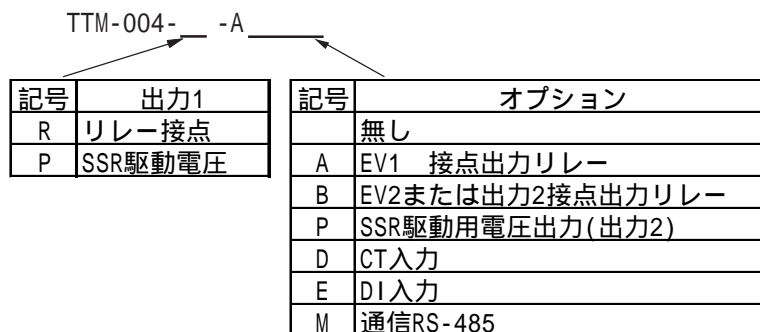 TTM-004-__ -A____
記号 出力1
R リレー接点
P SSR駆動電圧
記号 オプション
無し
A EV1 接点出力リレー
B EV2または出力2接点出力リレー
P SSR駆動用電圧出力(出力2)
D CT入力
E DI入力
M 通信RS-485